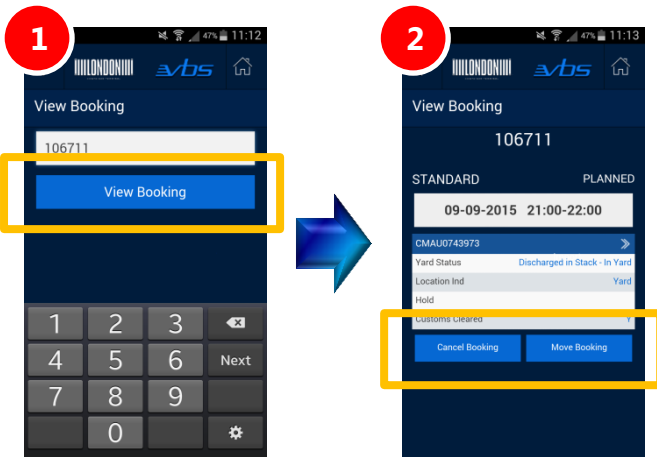 1
47% 11:12
LONDON vbs
View Booking
106711
View Booking
1 2 3
4 5 6 Next
7 8 9
0
2
47% 11:13
LONDON vbs
View Booking
106711
STANDARD PLANNED
09-09-2015 21:00-22:00
CMAU0743973
Yard Status Discharged in Stack - In Yard
Location Ind Yard
Hold
Customs Cleared Y
Cancel Booking Move Booking